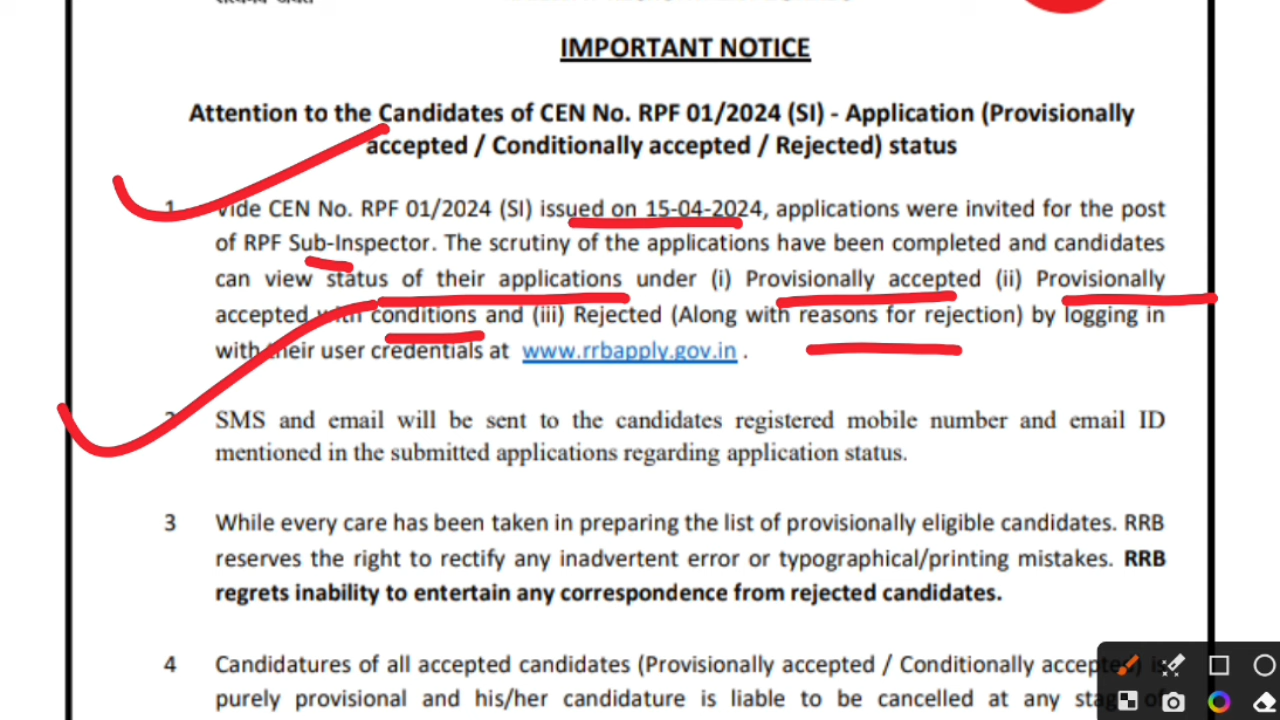 IMPORTANT NOTICE
Attention to the Candidates of CEN No. RPF 01/2024 (SI) - Application (Provisionally
accepted / Conditionally accepted / Rejected) status
1 Vide CEN No. RPF 01/2024 (SI) issued on 15-04-2024, applications were invited for the post
of RPF Sub-Inspector. The scrutiny of the applications have been completed and candidates
can view status of their applications under (i) Provisionally accepted (ii) Provisionally
accepted with conditions and (iii) Rejected (Along with reasons for rejection) by logging in
with their user credentials at www.rrbapply.gov.in .
2 SMS and email will be sent to the candidates registered mobile number and email ID
mentioned in the submitted applications regarding application status.
3 While every care has been taken in preparing the list of provisionally eligible candidates. RRB
reserves the right to rectify any inadvertent error or typographical/printing mistakes. RRB
regrets inability to entertain any correspondence from rejected candidates.
4 Candidatures of all accepted candidates (Provisionally accepted / Conditionally accepted) is
purely provisional and his/her candidature is liable to be cancelled at any stage of